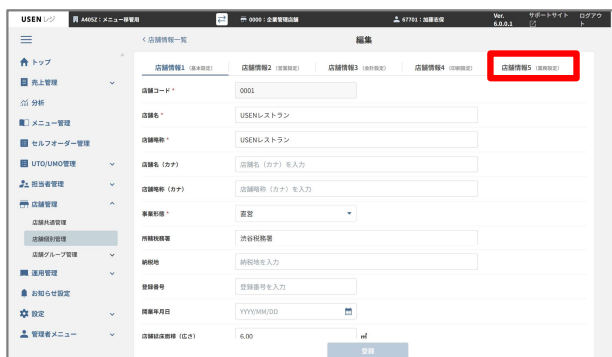 USEN レジ
A4052：メニュー移管用
0000：企業管理店舗
67701：加藤志保
Ver. 6.0.0.1
サポートサイト
ログアウト
店舗情報一覧
編集
トップ
売上管理
分析
メニュー管理
セルフオーダー管理
UTO/UMO管理
担当者管理
店舗管理
店舗共通管理
店舗個別管理
店舗グループ管理
運用管理
お知らせ設定
設定
管理者メニュー
店舗情報1 (基本設定)
店舗情報2 (営業設定)
店舗情報3 (会計設定)
店舗情報4 (印刷設定)
店舗情報5 (業務設定)
店舗コード * 0001
店舗名 * USENレストラン
店舗略称 * USENレストラン
店舗名（カナ） 店舗名（カナ）を入力
店舗略称（カナ） 店舗略称（カナ）を入力
事業形態 * 直営
所轄税務署 渋谷税務署
納税地 納税地を入力
登録番号 登録番号を入力
開業年月日 YYYY/MM/DD
店舗総床面積（広さ） 6.00 ㎡
登録